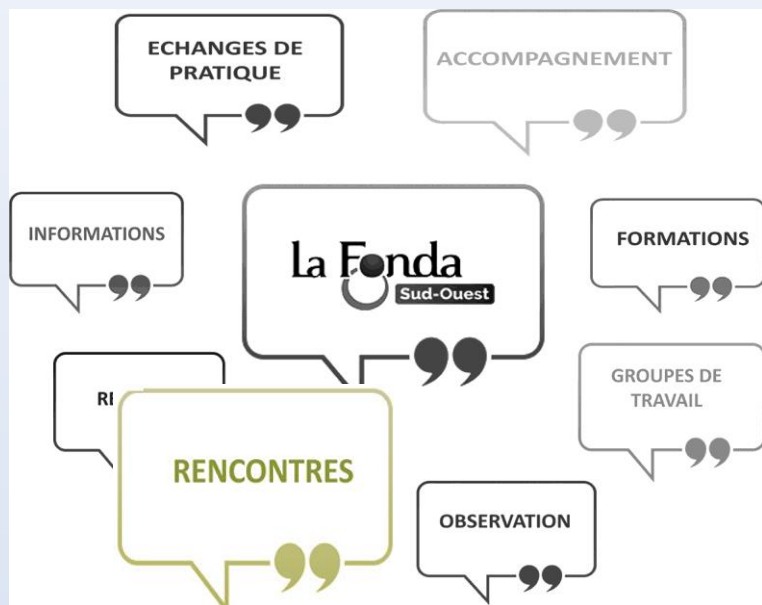 ECHANGES DE
PRATIQUE
ACCOMPAGNEMENT
INFORMATIONS
La Fonda
Sud-Ouest
FORMATIONS
GROUPES DE
TRAVAIL
RENCONTRES
OBSERVATION